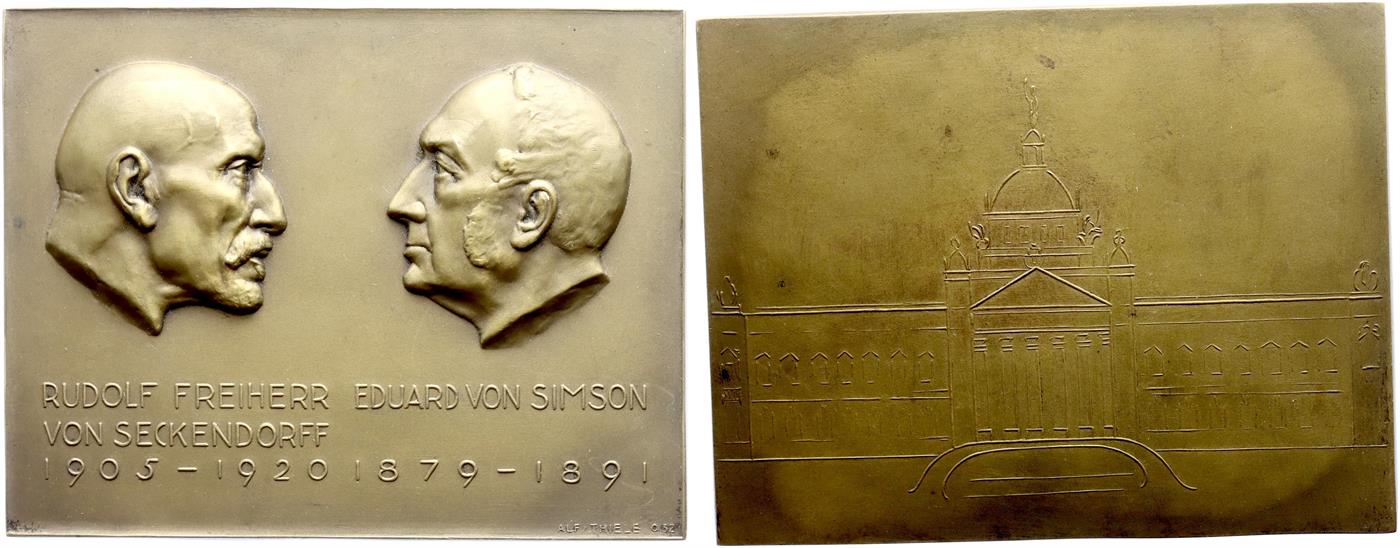 RUDOLF FREIHERR
VON SECKENDORFF
1905 – 1920
EDUARD VON SIMSON
1879 – 1891
ALF · THIELE